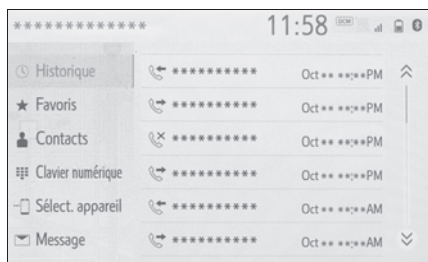 ************* 11:58 DCM
Historique ********** Oct ** **:**PM
Favoris ********** Oct ** **:**PM
Contacts ********** Oct ** **:**PM
Clavier numérique ********** Oct ** **:**PM
Sélect. appareil ********** Oct ** **:**AM
Message ********** Oct ** **:**AM